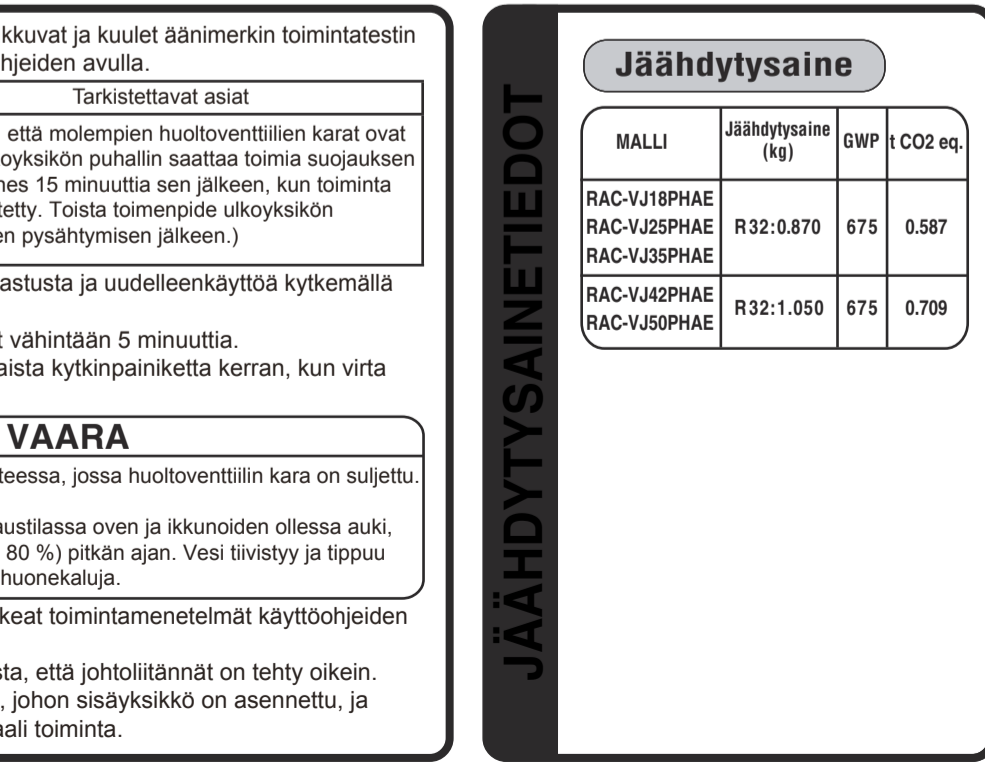 kkuvat ja kuulet äänimerkin toimintatestin
hjeiden avulla.
Tarkistettavat asiat
, että molempien huoltoventtiilien karat ovat
oyksikön puhallin saattaa toimia suojauksen
nes 15 minuuttia sen jälkeen, kun toiminta
tetty. Toista toimenpide ulkoyksikön
en pysähtymisen jälkeen.)
astusta ja uudelleenkäyttöä kytkemällä
t vähintään 5 minuuttia.
aista kytkinpainiketta kerran, kun virta
VAARA
teessa, jossa huoltoventtiilin kara on suljettu.
austilassa oven ja ikkunoiden ollessa auki,
80 %) pitkän ajan. Vesi tiivistyy ja tippuu
huonekaluja.
keat toimintamenetelmät käyttöohjeiden
sta, että johtoliitännät on tehty oikein.
, johon sisäyksikkö on asennettu, ja
aali toiminta.
JÄÄHDYTYSAINETIEDOT
Jäähdytysaine
MALLI Jäähdytysaine (kg) GWP t CO2 eq.
RAC-VJ18PHAE
RAC-VJ25PHAE R32:0.870 675 0.587
RAC-VJ35PHAE
RAC-VJ42PHAE R32:1.050 675 0.709
RAC-VJ50PHAE